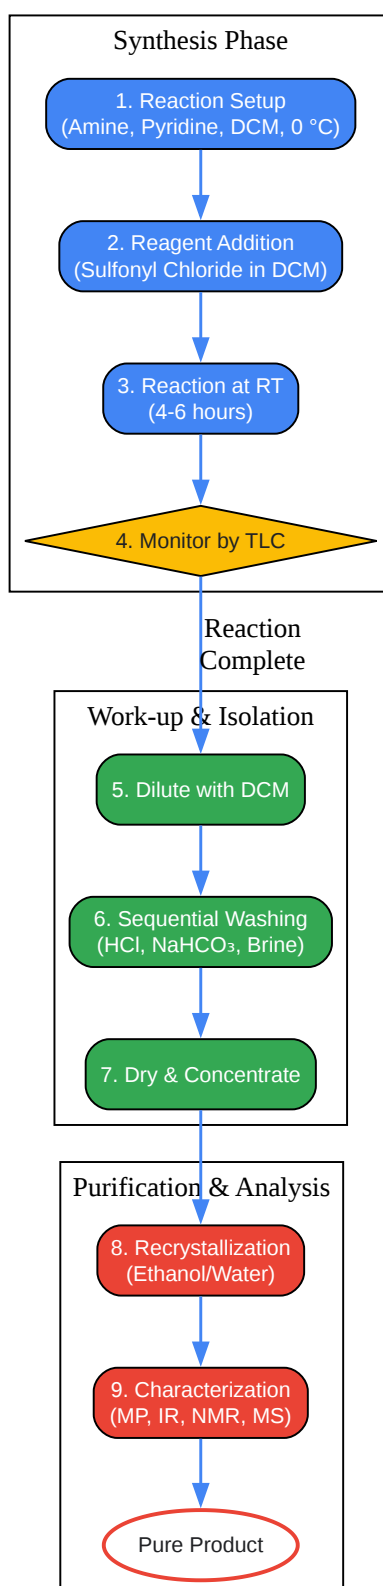 Synthesis Phase
1. Reaction Setup
(Amine, Pyridine, DCM, 0 °C)
2. Reagent Addition
(Sulfonyl Chloride in DCM)
3. Reaction at RT
(4-6 hours)
4. Monitor by TLC
Reaction
Complete
Work-up & Isolation
5. Dilute with DCM
6. Sequential Washing
(HCl, NaHCO₃, Brine)
7. Dry & Concentrate
Purification & Analysis
8. Recrystallization
(Ethanol/Water)
9. Characterization
(MP, IR, NMR, MS)
Pure Product